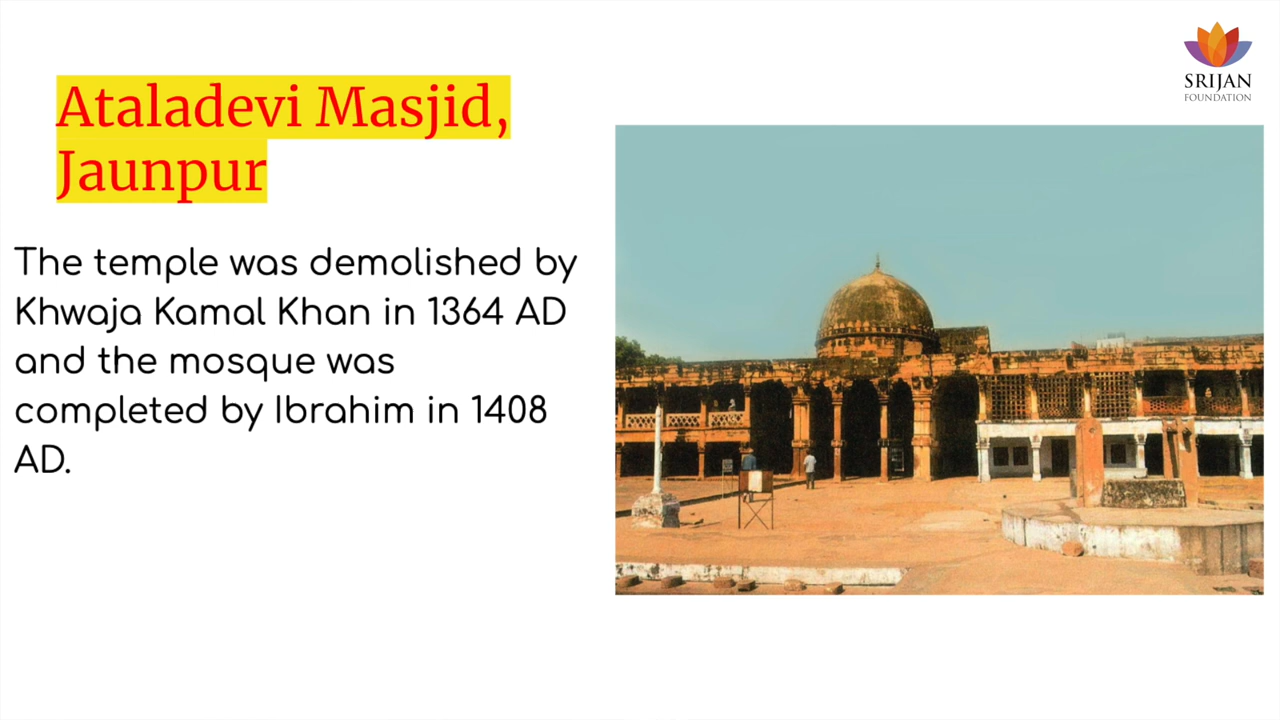 SRIJAN
FOUNDATION
Ataladevi Masjid,
Jaunpur
The temple was demolished by
Khwaja Kamal Khan in 1364 AD
and the mosque was
completed by Ibrahim in 1408
AD.